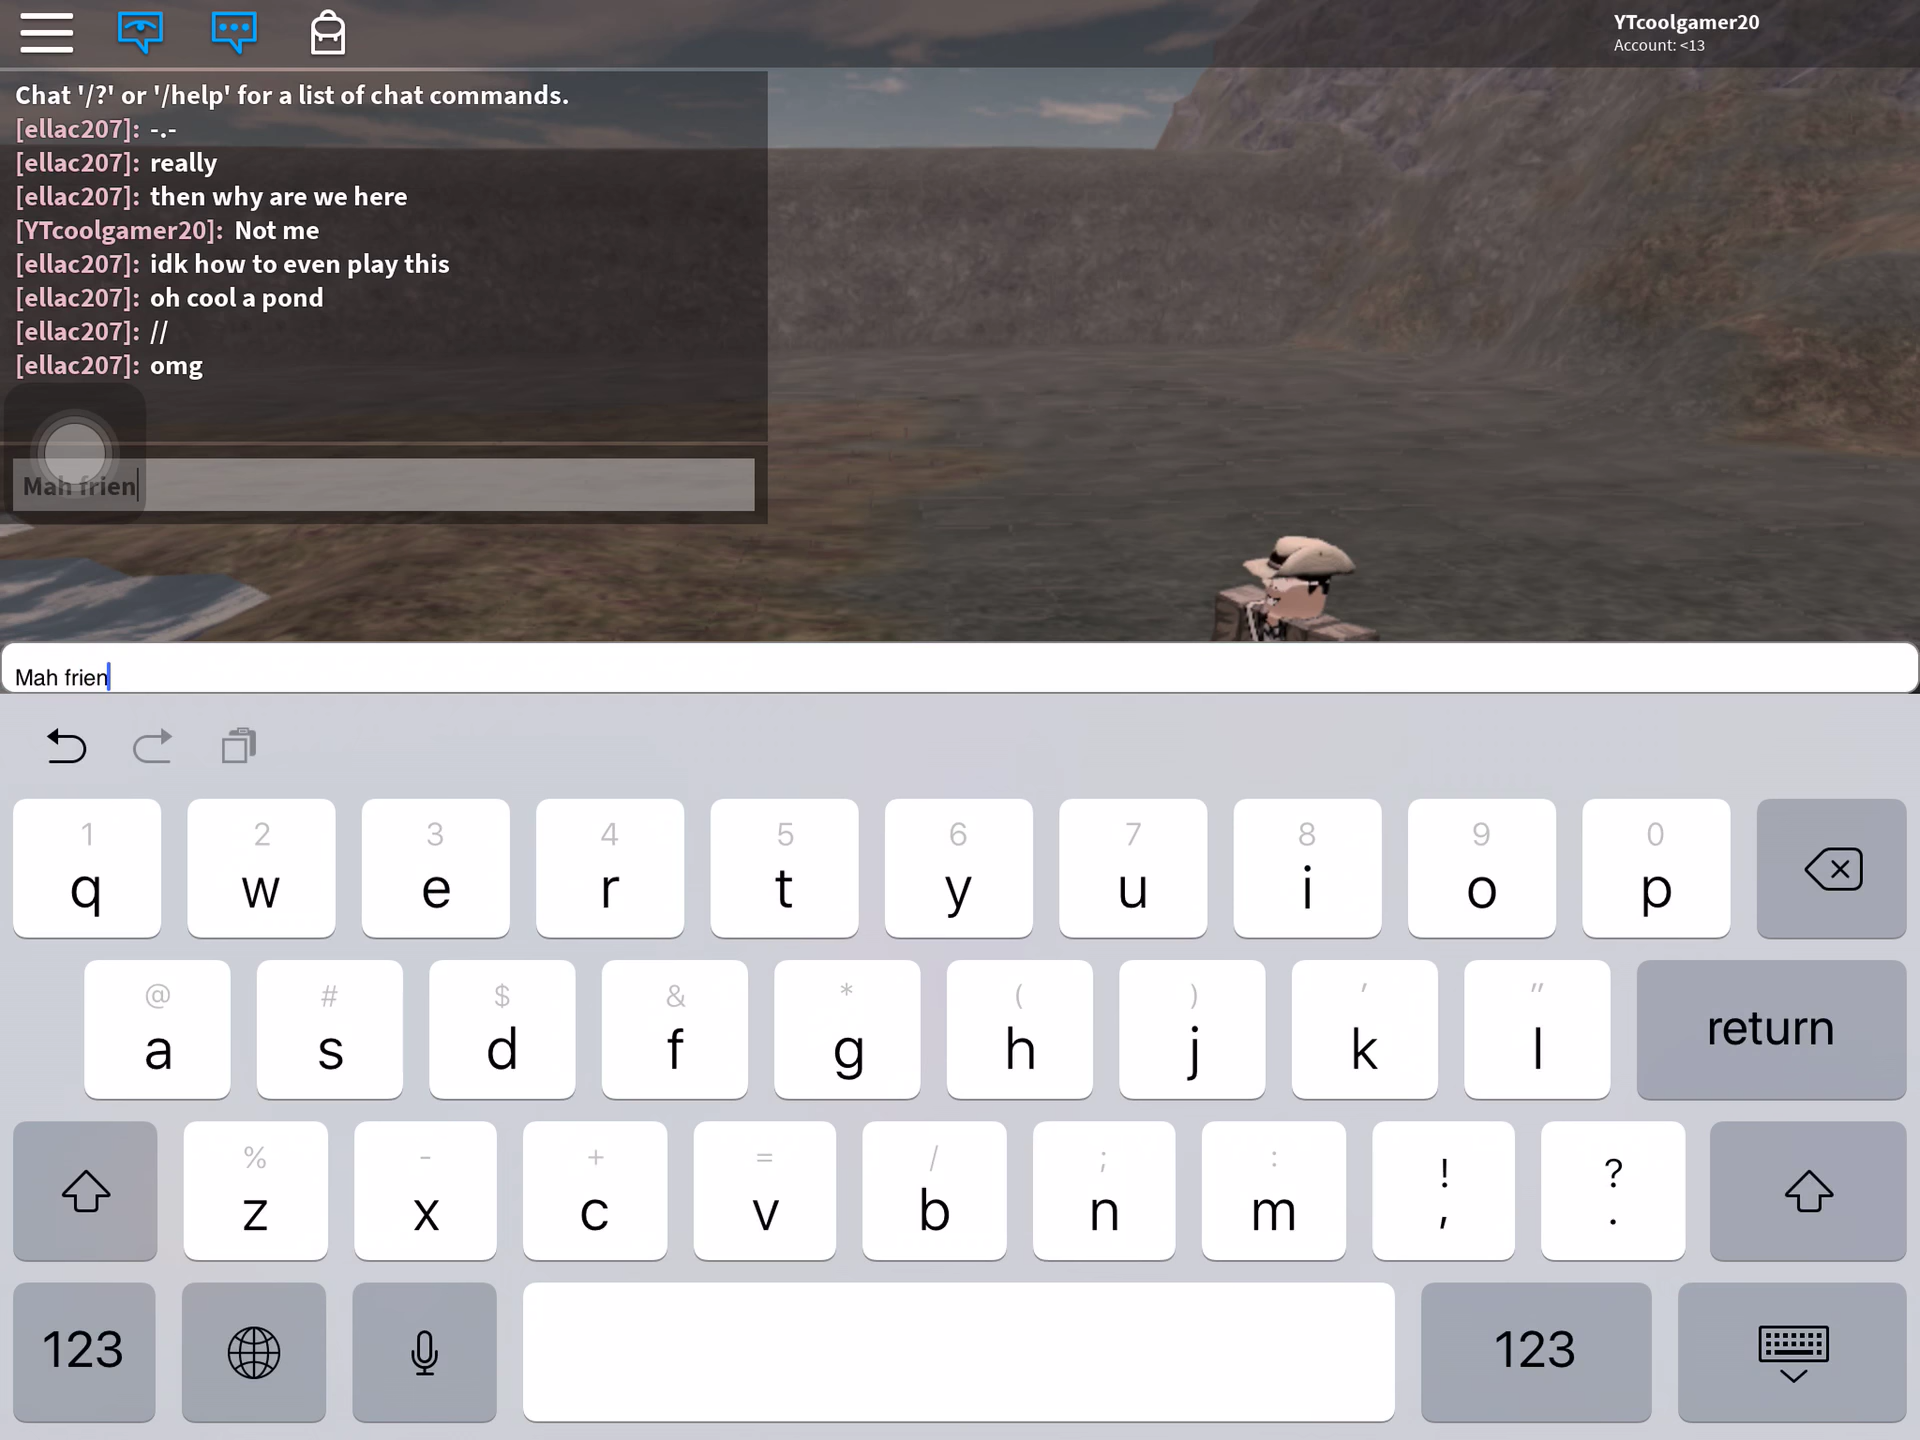 YTcoolgamer20
Account: <13
Chat '/?' or '/help' for a list of chat commands.
[ellac207]: -.-
[ellac207]: really
[ellac207]: then why are we here
[YTcoolgamer20]: Not me
[ellac207]: idk how to even play this
[ellac207]: oh cool a pond
[ellac207]: //
[ellac207]: omg
Mah frien
Mah frien
1 2 3 4 5 6 7 8 9 0
q w e r t y u i o p
@ # $ & * ( ) ' "
a s d f g h j k l return
% - + = / ; : ! ?
z x c v b n m , .
123 123